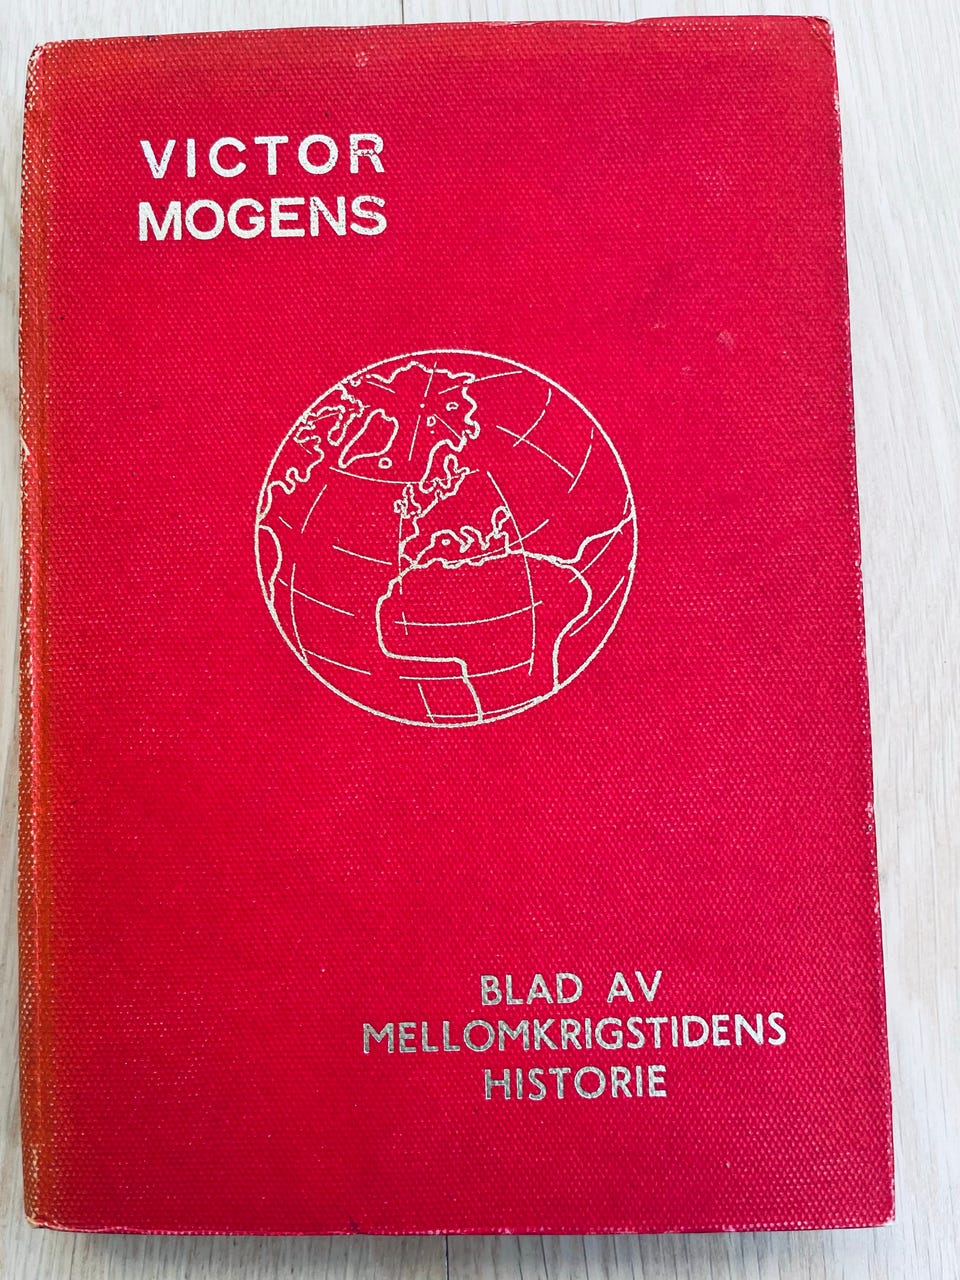 VICTOR
MOGENS
BLAD AV
MELLOMKRIGSTIDENS
HISTORIE